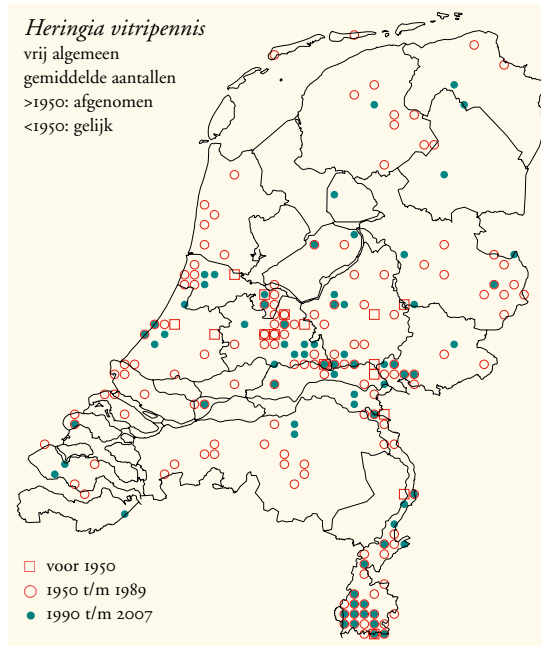 Heringia vitripennis
vrij algemeen
gemiddelde aantallen
>1950: afgenomen
<1950: gelijk
voor 1950
1950 t/m 1989
1990 t/m 2007